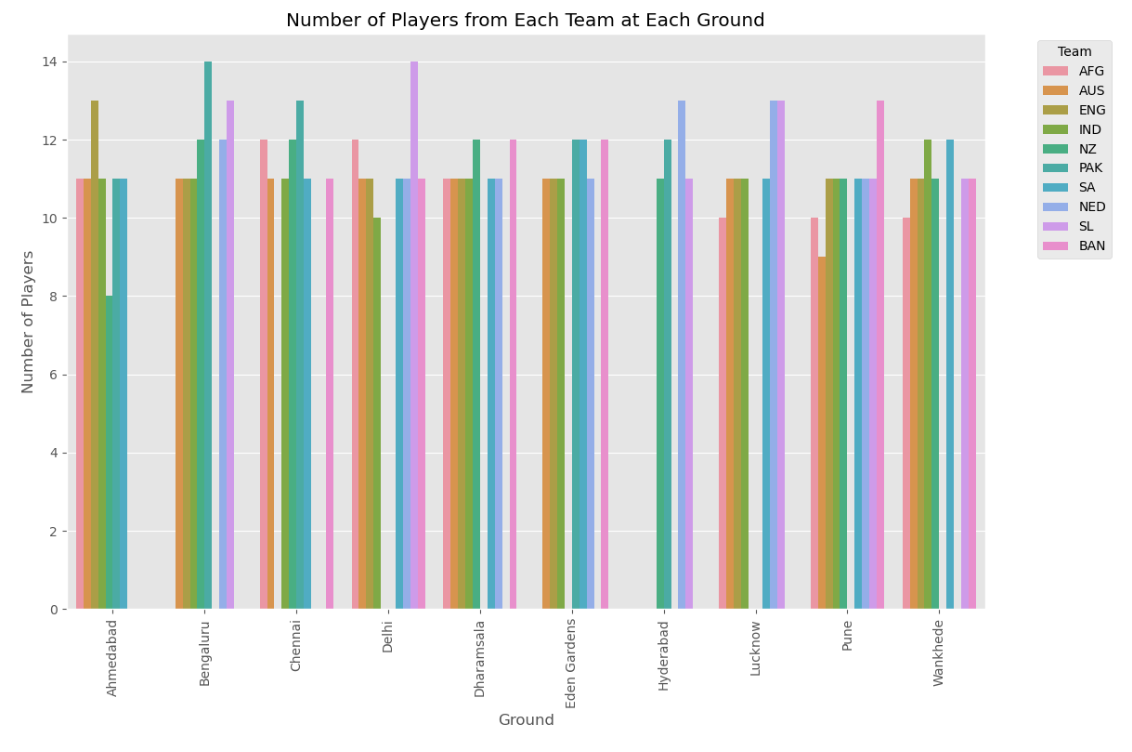 Number of Players from Each Team at Each Ground
Team
AFG
AUS
ENG
IND
NZ
PAK
SA
NED
SL
BAN
Number of Players
14
12
10
8
6
4
2
0
Ahmedabad
Bengaluru
Chennai
Delhi
Dharamsala
Eden Gardens
Hyderabad
Lucknow
Pune
Wankhede
Ground